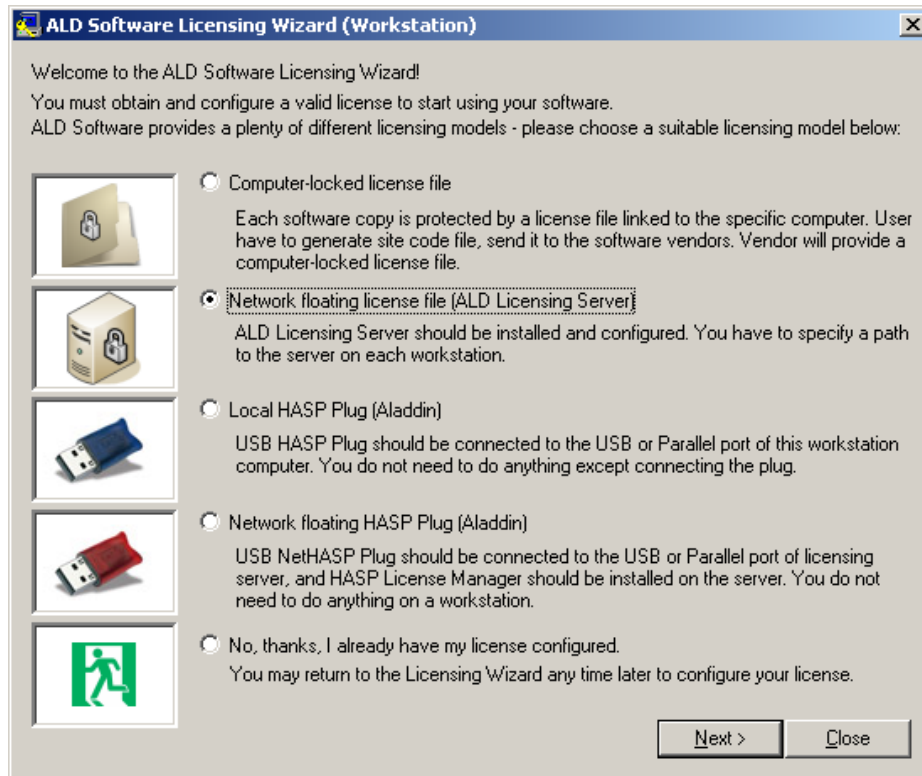 ALD Software Licensing Wizard (Workstation)
Welcome to the ALD Software Licensing Wizard!
You must obtain and configure a valid license to start using your software.
ALD Software provides a plenty of different licensing models - please choose a suitable licensing model below:
Computer-locked license file
Each software copy is protected by a license file linked to the specific computer. User
have to generate site code file, send it to the software vendors. Vendor will provide a
computer-locked license file.
Network floating license file (ALD Licensing Server)
ALD Licensing Server should be installed and configured. You have to specify a path
to the server on each workstation.
Local HASP Plug (Aladdin)
USB HASP Plug should be connected to the USB or Parallel port of this workstation
computer. You do not need to do anything except connecting the plug.
Network floating HASP Plug (Aladdin)
USB NetHASP Plug should be connected to the USB or Parallel port of licensing
server, and HASP License Manager should be installed on the server. You do not
need to do anything on a workstation.
No, thanks, I already have my license configured.
You may return to the Licensing Wizard any time later to configure your license.
Next >
Close